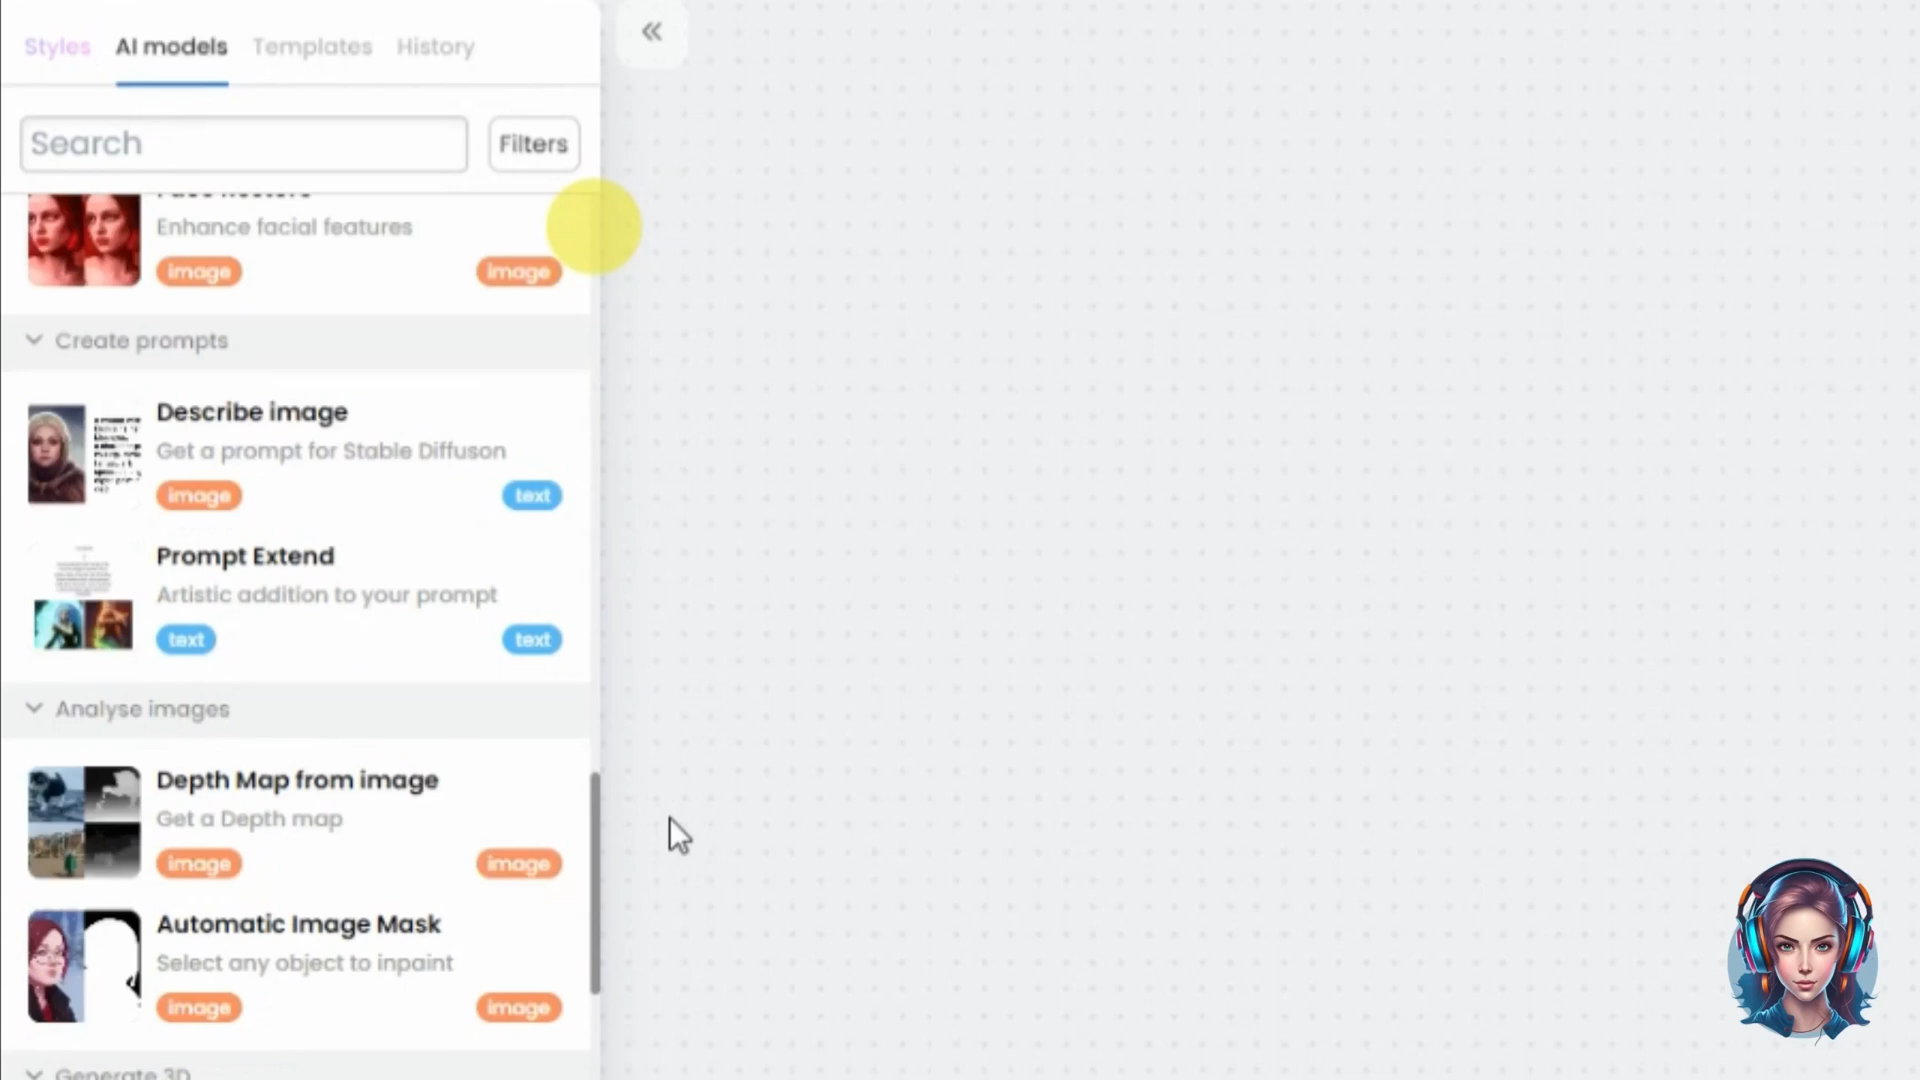 Styles AI models Templates History
Search
Filters
Enhance facial features
image image
Create prompts
Describe image
Get a prompt for Stable Diffuson
image text
Prompt Extend
Artistic addition to your prompt
text text
Analyse images
Depth Map from image
Get a Depth map
image image
Automatic Image Mask
Select any object to inpaint
image image
Generate 3D